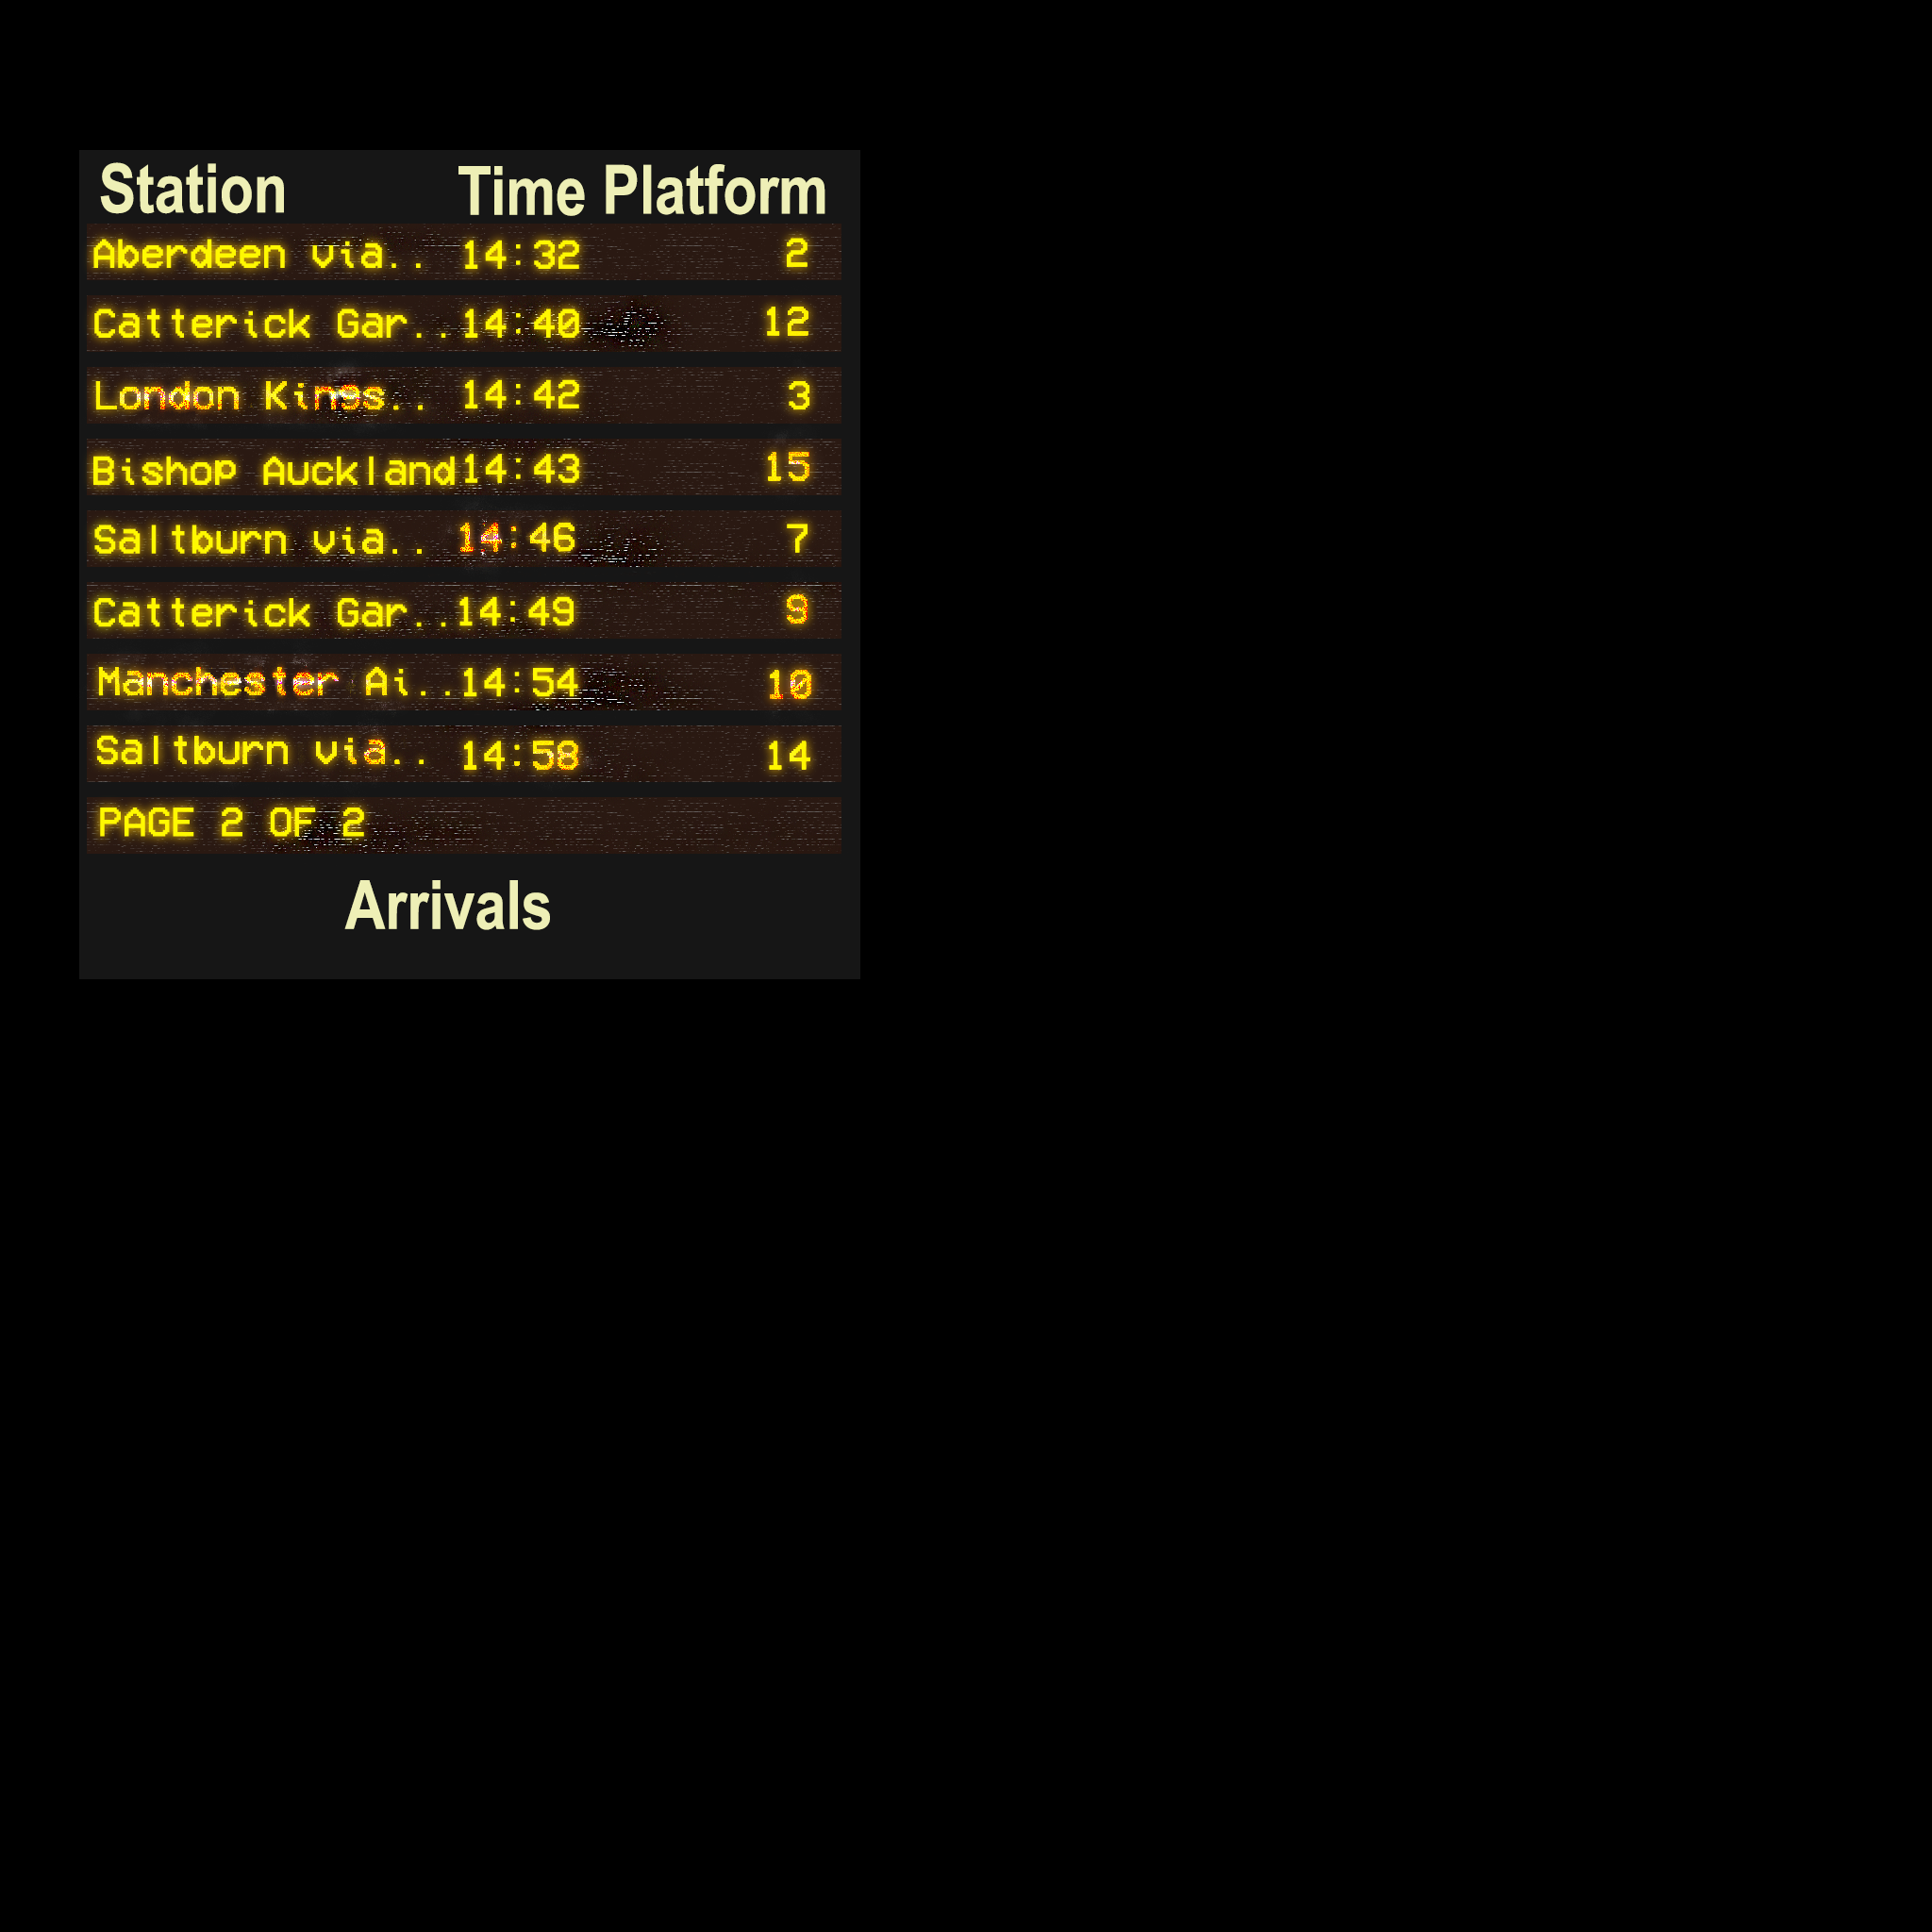 Station Time Platform
Aberdeen via.. 14:32 2
Catterick Gar.. 14:40 12
London Kings.. 14:42 3
Bishop Auckland 14:43 15
Saltburn via.. 14:46 7
Catterick Gar.. 14:49 9
Manchester Ai.. 14:54 10
Saltburn via.. 14:58 14
PAGE 2 OF 2
Arrivals